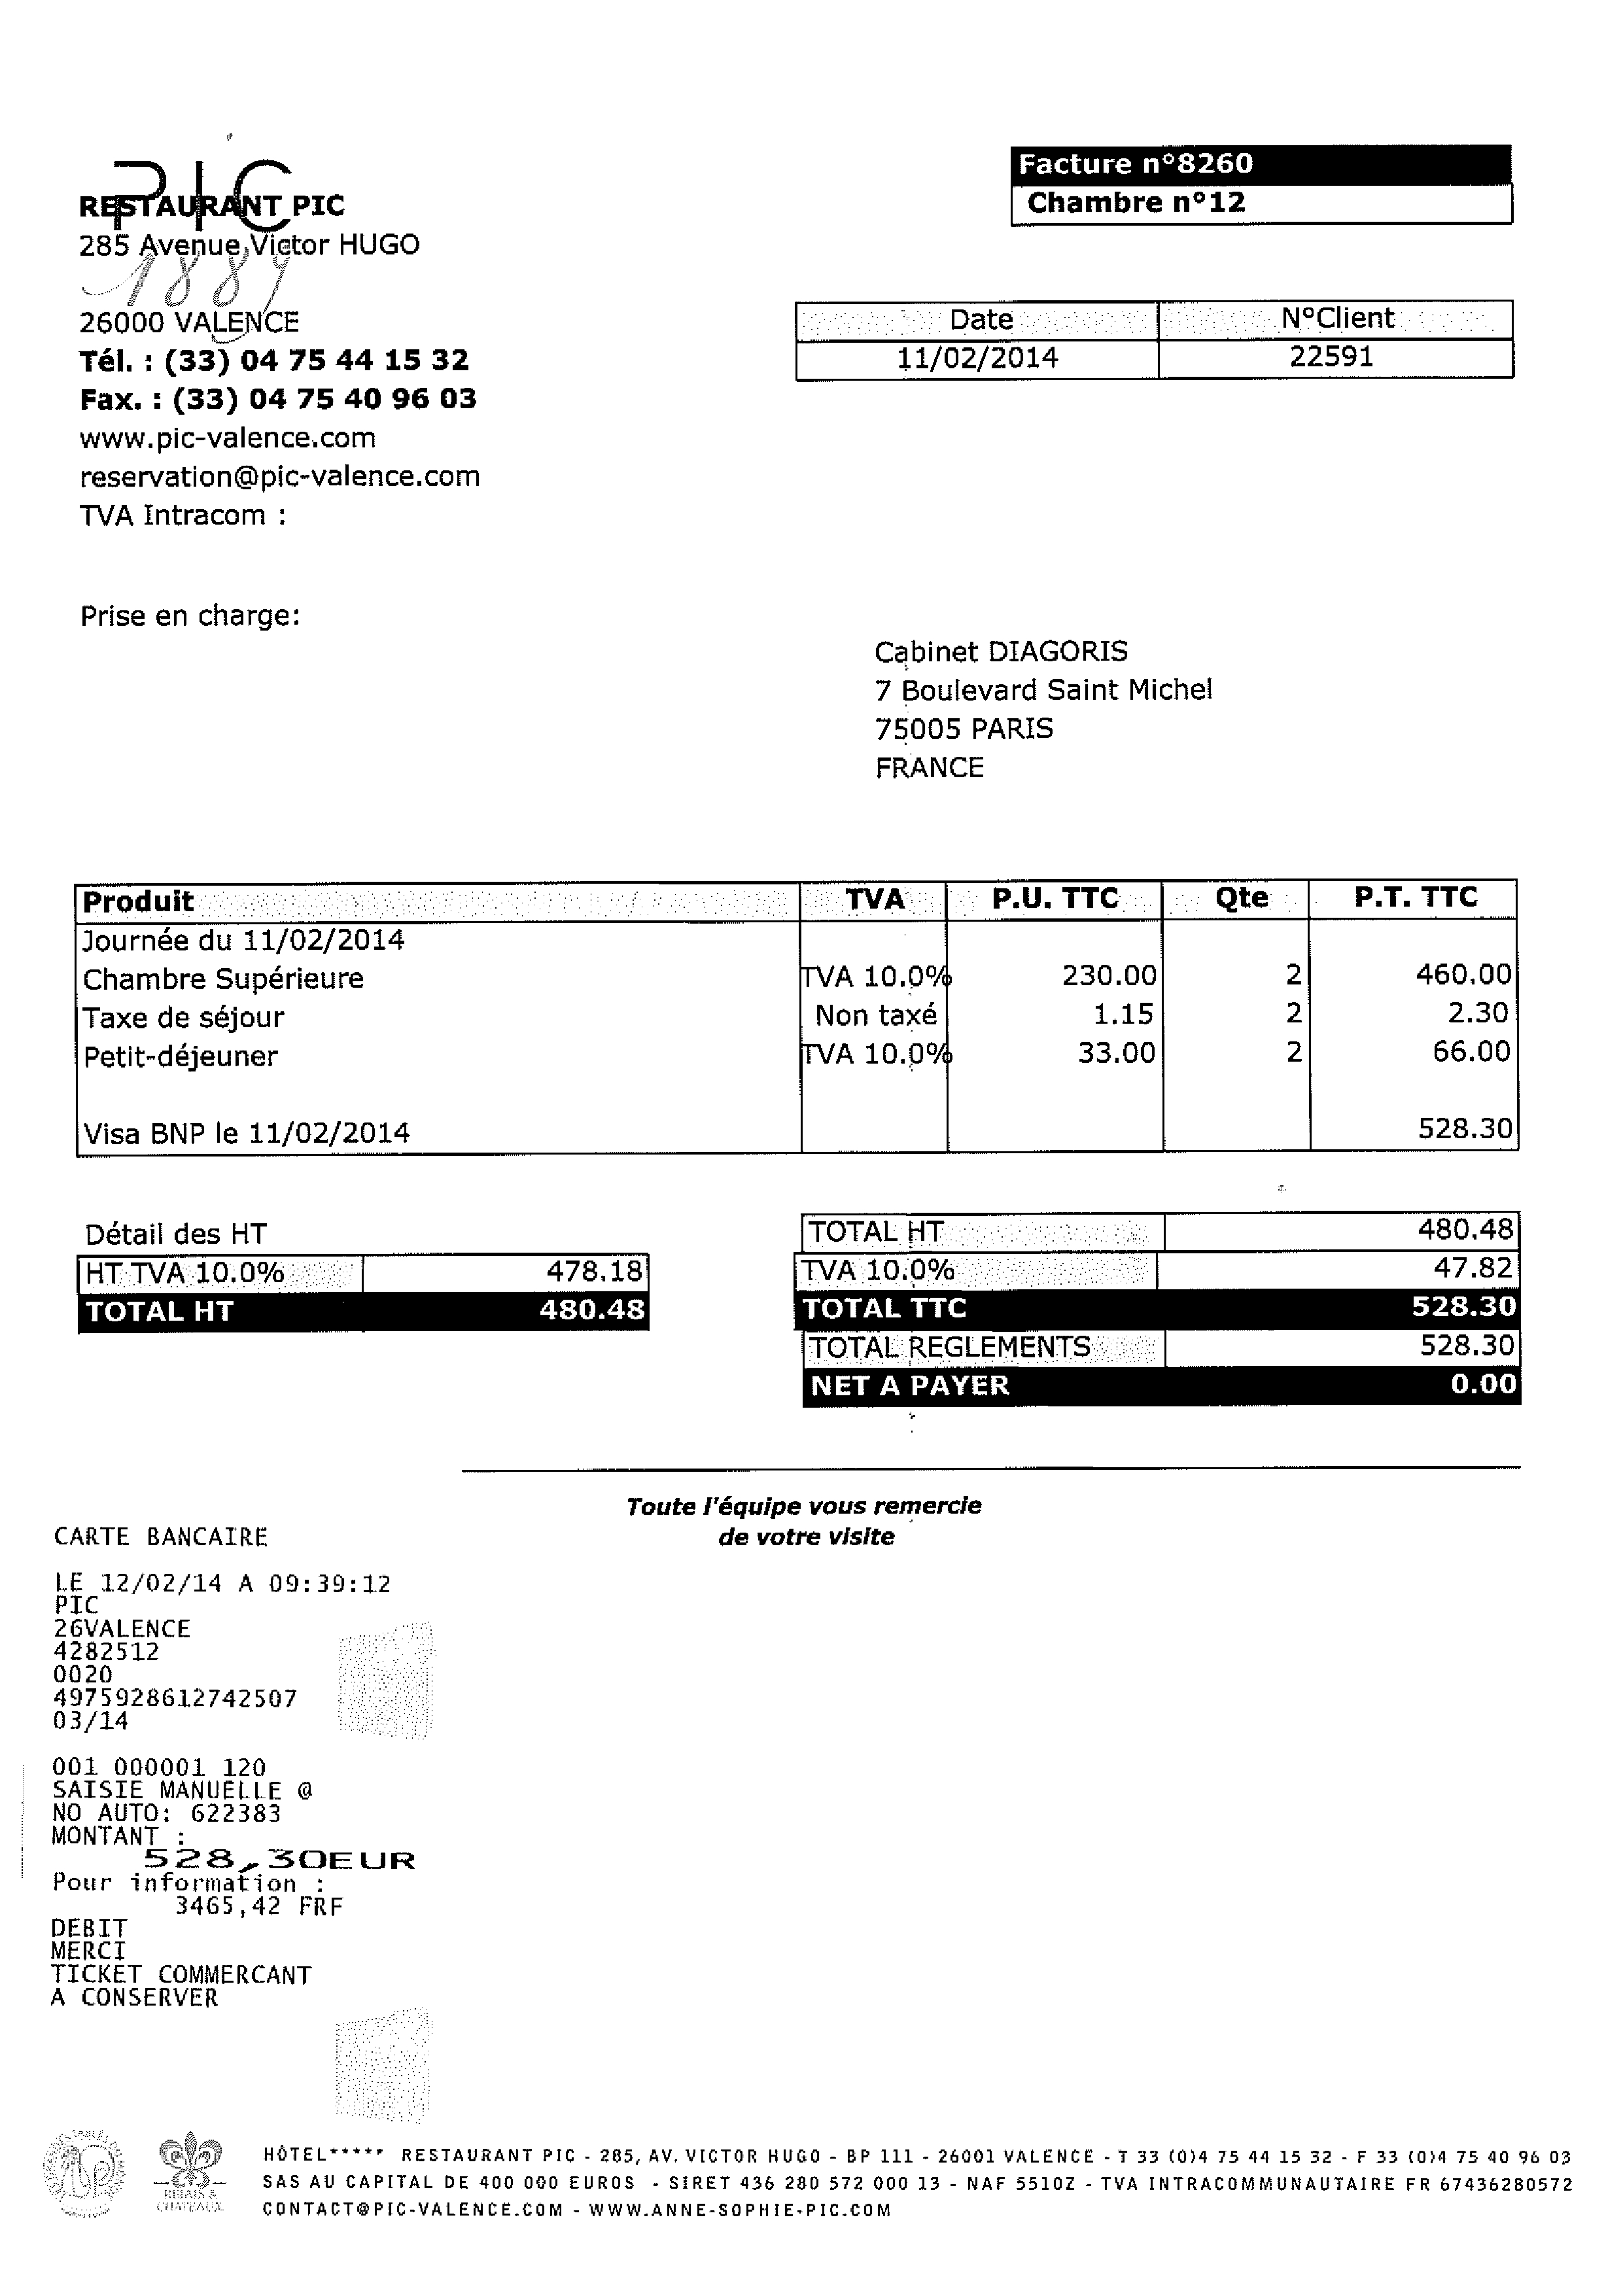 PIC
RESTAURANT PIC
285 Avenue Victor HUGO
26000 VALENCE
Tél. : (33) 04 75 44 15 32
Fax. : (33) 04 75 40 96 03
www.pic-valence.com
reservation@pic-valence.com
TVA Intracom :
Facture n°8260
Chambre n°12
Date N°Client
11/02/2014 22591
Prise en charge:
Cabinet DIAGORIS
7 Boulevard Saint Michel
75005 PARIS
FRANCE
Produit TVA P.U. TTC Qte P.T. TTC
Journée du 11/02/2014
Chambre Supérieure TVA 10.0% 230.00 2 460.00
Taxe de séjour Non taxé 1.15 2 2.30
Petit-déjeuner TVA 10.0% 33.00 2 66.00
Visa BNP le 11/02/2014 528.30
Détail des HT
HT TVA 10.0% 478.18
TOTAL HT 480.48
TOTAL HT 480.48
TVA 10.0% 47.82
TOTAL TTC 528.30
TOTAL REGLEMENTS 528.30
NET A PAYER 0.00
Toute l'équipe vous remercie
de votre visite
CARTE BANCAIRE
LE 12/02/14 A 09:39:12
PIC
26VALENCE
4282512
0020
4975928612742507
03/14
001 000001 120
SAISIE MANUELLE @
NO AUTO: 622383
MONTANT :
528,30EUR
Pour information :
3465,42 FRF
DEBIT
MERCI
TICKET COMMERCANT
A CONSERVER
RELAIS &
CHATEAUX
HÔTEL***** RESTAURANT PIC - 285, AV. VICTOR HUGO - BP 111 - 26001 VALENCE - T 33 (0)4 75 44 15 32 - F 33 (0)4 75 40 96 03
SAS AU CAPITAL DE 400 000 EUROS - SIRET 436 280 572 000 13 - NAF 5510Z - TVA INTRACOMMUNAUTAIRE FR 67436280572
CONTACT@PIC-VALENCE.COM - WWW.ANNE-SOPHIE-PIC.COM